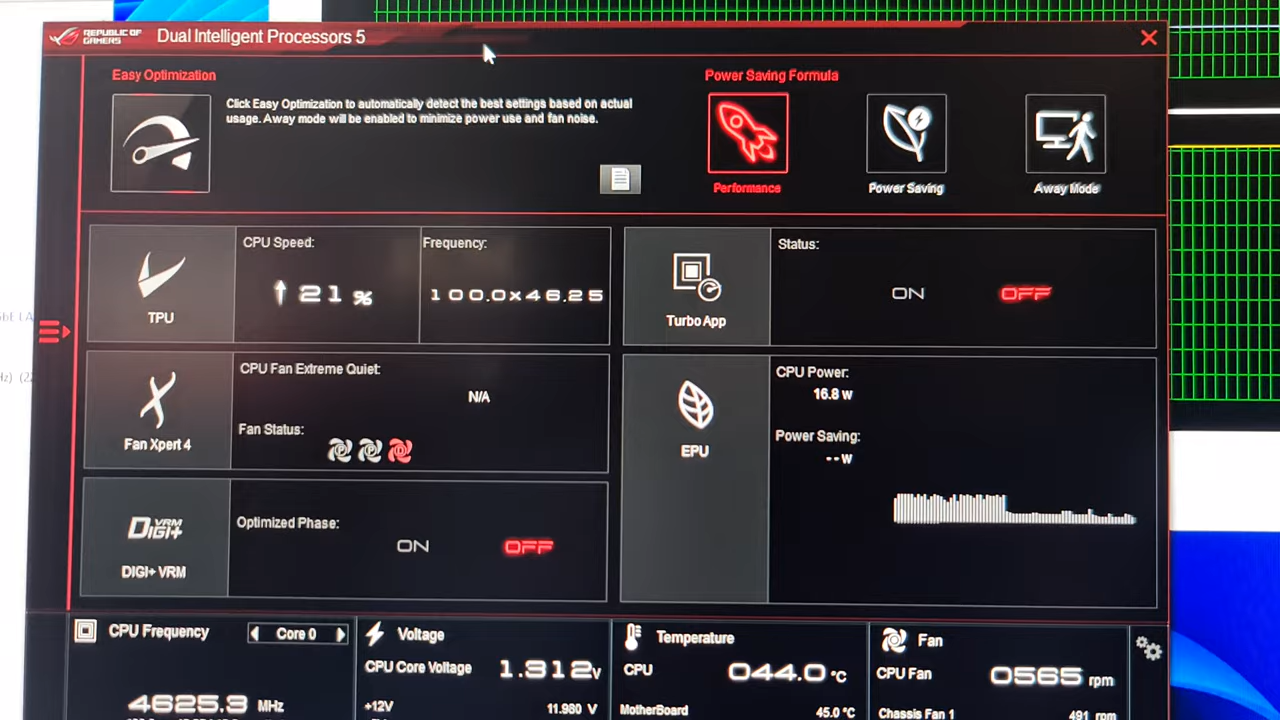 REPUBLIC OF
GAMERS
Dual Intelligent Processors 5
Easy Optimization
Click Easy Optimization to automatically detect the best settings based on actual
usage. Away mode will be enabled to minimize power use and fan noise.
Power Saving Formula
Performance
Power Saving
Away Mode
TPU
CPU Speed:
21 %
Frequency:
100.0x46.25
Turbo App
Status:
ON
OFF
Fan Xpert 4
CPU Fan Extreme Quiet:
N/A
Fan Status:
EPU
CPU Power:
16.8 w
Power Saving:
--w
DIGI+ VRM
DIGI+ VRM
Optimized Phase:
ON
OFF
CPU Frequency
Core 0
4625.3 MHz
Voltage
CPU Core Voltage 1.312v
+12V 11.980 V
Temperature
CPU 044.0 °C
MotherBoard 45.0 °C
Fan
CPU Fan 0565 rpm
Chassis Fan 1 491 rpm